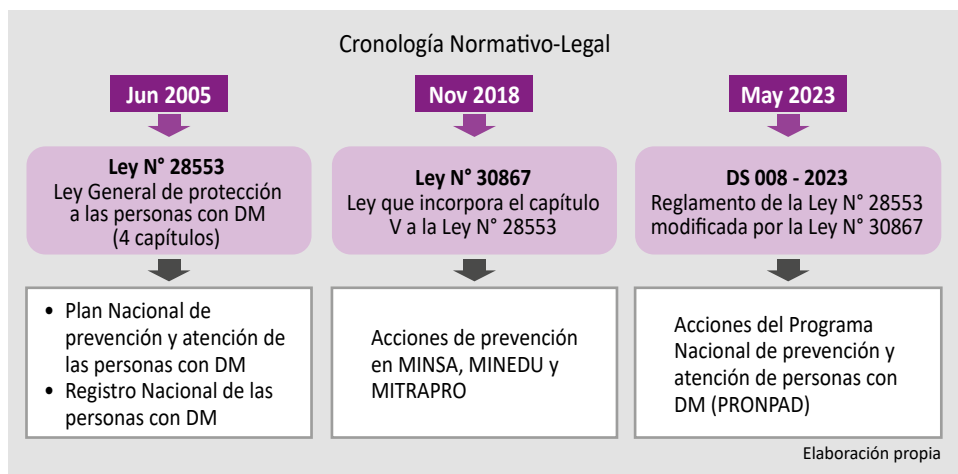 Cronología Normativo-Legal
Jun 2005
Ley N° 28553
Ley General de protección
a las personas con DM
(4 capítulos)
• Plan Nacional de
prevención y atención de
las personas con DM
• Registro Nacional de las
personas con DM
Nov 2018
Ley N° 30867
Ley que incorpora el capítulo
V a la Ley N° 28553
Acciones de prevención
en MINSA, MINEDU y
MITRAPRO
May 2023
DS 008 - 2023
Reglamento de la Ley N° 28553
modificada por la Ley N° 30867
Acciones del Programa
Nacional de prevención y
atención de personas con
DM (PRONPAD)
Elaboración propia